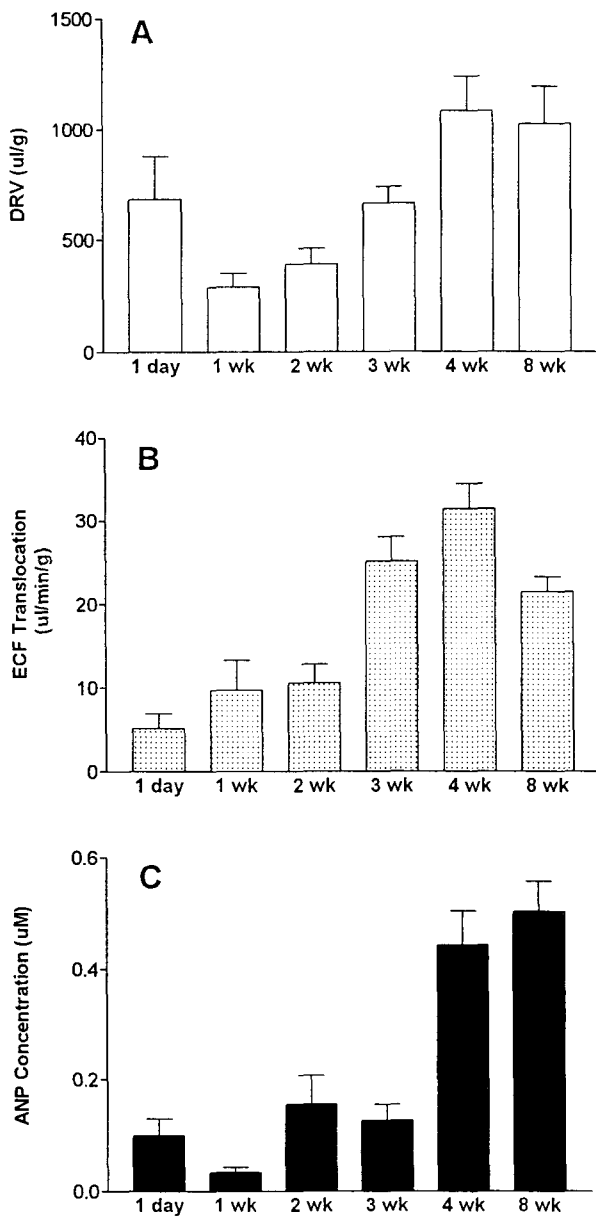 A
DRV (ul/g)
1500
1000
500
0
1 day 1 wk 2 wk 3 wk 4 wk 8 wk
B
ECF Translocation
(ul/min/g)
40
30
20
10
0
1 day 1 wk 2 wk 3 wk 4 wk 8 wk
C
ANP Concentration (uM)
0.6
0.4
0.2
0.0
1 day 1 wk 2 wk 3 wk 4 wk 8 wk